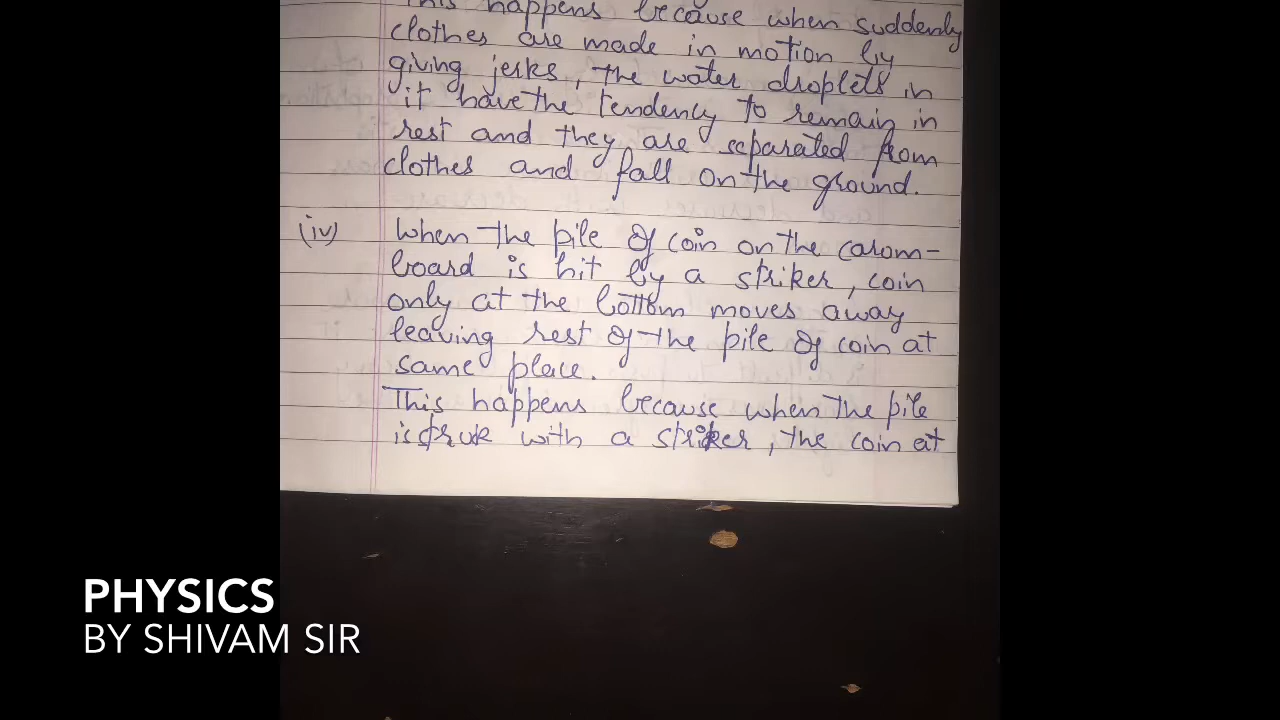 This happens because when suddenly
clothes are made in motion by
giving jerks, the water droplets in
it have the tendency to remain in
rest and they are separated from
clothes and fall on the ground.
(iv) When the pile of coin on the carom-
board is hit by a striker, coin
only at the bottom moves away
leaving rest of the pile of coin at
same place.
This happens because when the pile
is struk with a striker, the coin at
PHYSICS
BY SHIVAM SIR